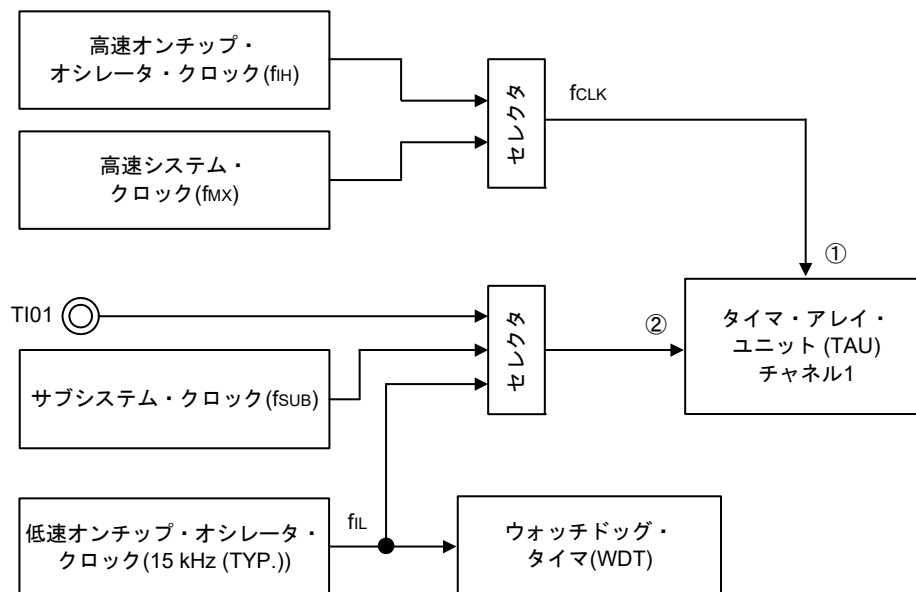 高速オンチップ・
オシレータ・クロック(fIH)
セレクタ
fCLK
高速システム・
クロック(fMX)
①
TI01
セレクタ
②
タイマ・アレイ・
ユニット (TAU)
チャネル1
サブシステム・クロック(fSUB)
低速オンチップ・オシレータ・
クロック(15 kHz (TYP.))
fIL
ウォッチドッグ・
タイマ(WDT)